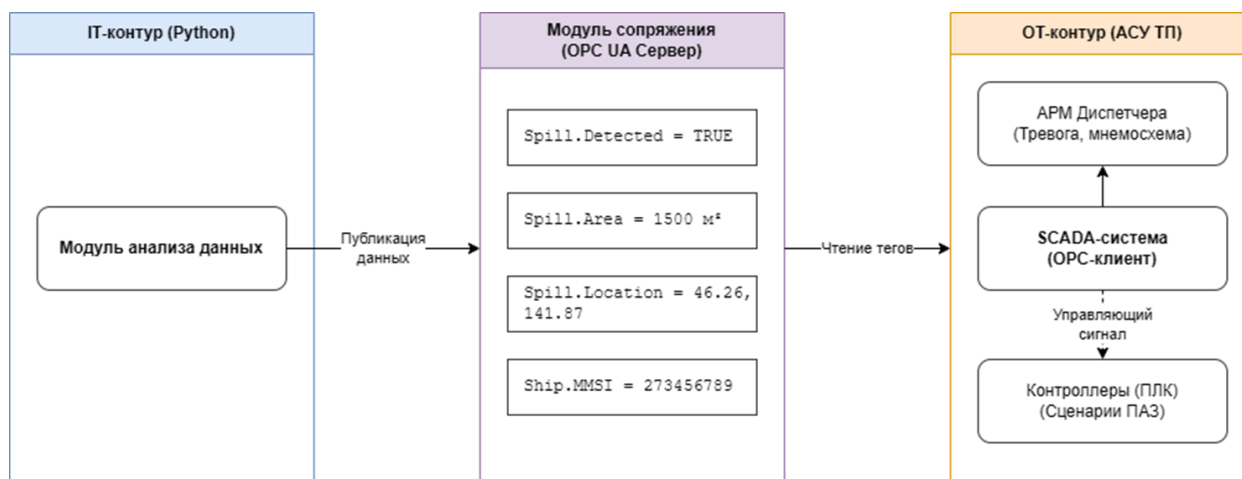 IT-контур (Python)
Модуль анализа данных
Публикация
данных
Модуль сопряжения
(OPC UA Сервер)
Spill.Detected = TRUE
Spill.Area = 1500 м²
Spill.Location = 46.26,
141.87
Ship.MMSI = 273456789
Чтение тегов
ОТ-контур (АСУ ТП)
АРМ Диспетчера
(Тревога, мнемосхема)
SCADA-система
(OPC-клиент)
Управляющий
сигнал
Контроллеры (ПЛК)
(Сценарии ПАЗ)